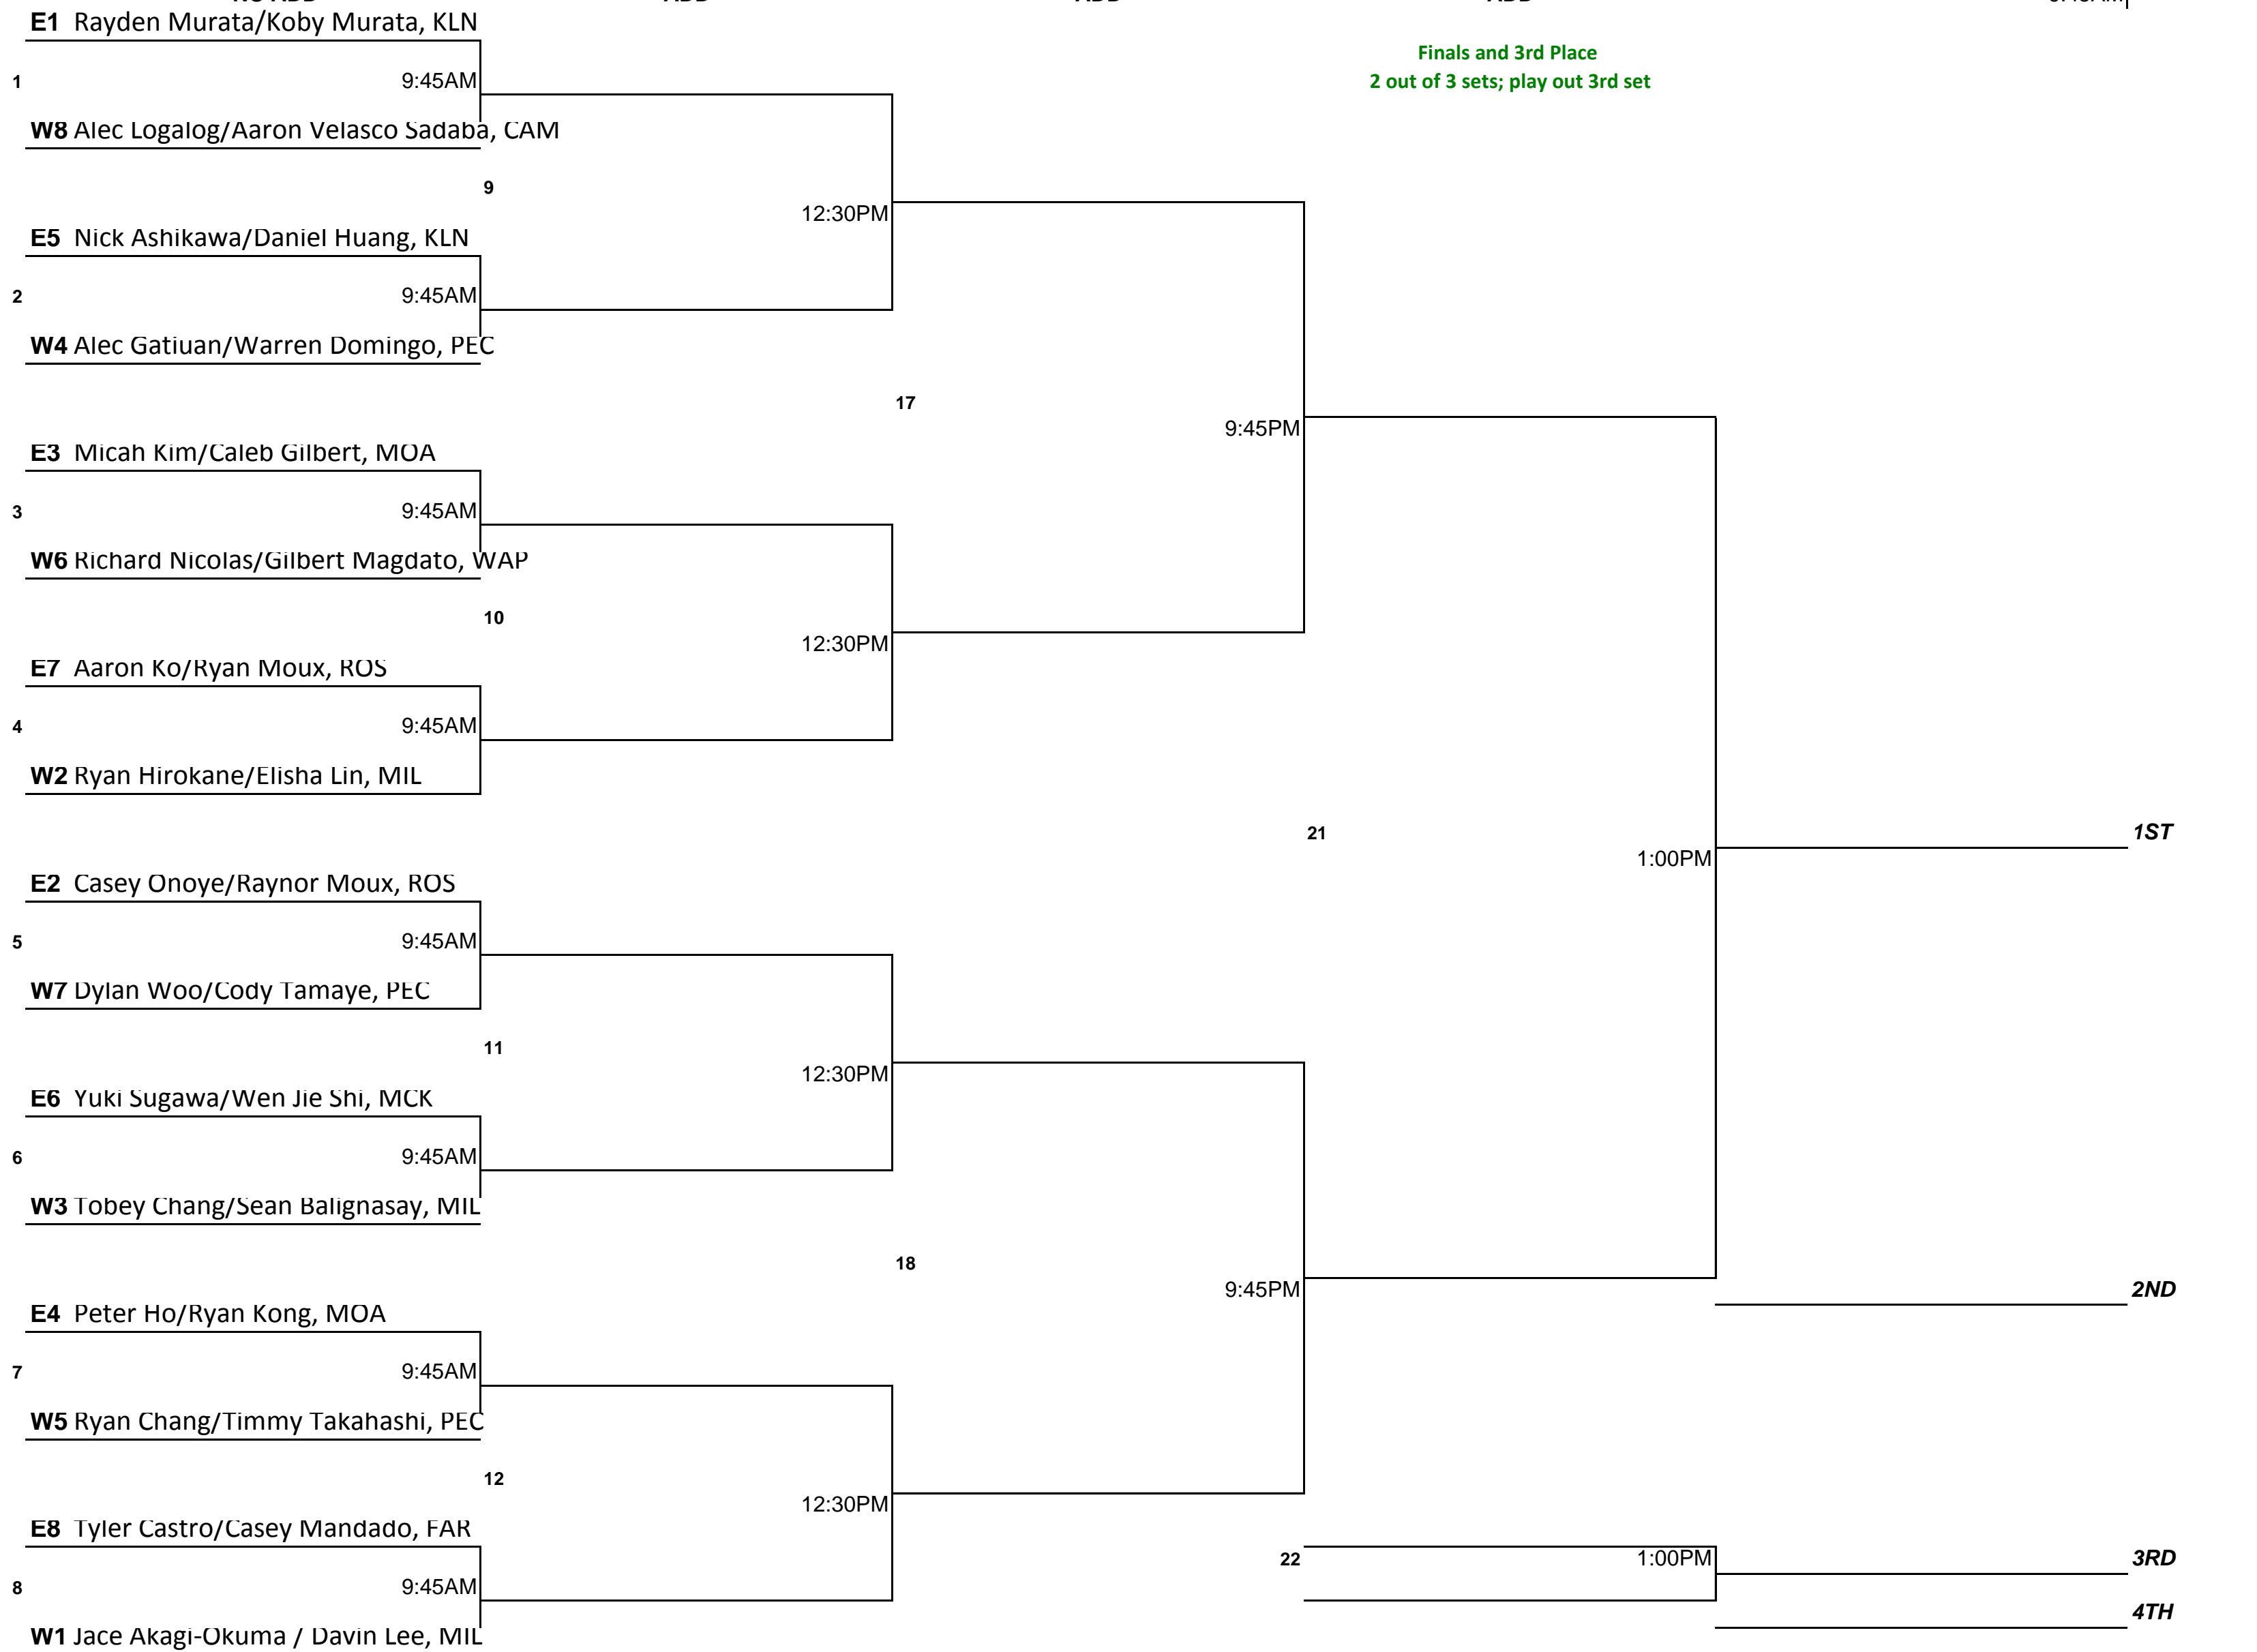 E1 Rayden Murata/Koby Murata, KLN
Finals and 3rd Place
1 9:45AM
2 out of 3 sets; play out 3rd set
W8 Alec Logalog/Aaron Velasco Sadaba, CAM
9
12:30PM
E5 Nick Ashikawa/Daniel Huang, KLN
2 9:45AM
W4 Alec Gatiuan/Warren Domingo, PEC
17
9:45PM
E3 Micah Kim/Caleb Gilbert, MOA
3 9:45AM
W6 Richard Nicolas/Gilbert Magdato, WAP
10
12:30PM
E7 Aaron Ko/Ryan Moux, ROS
4 9:45AM
W2 Ryan Hirokane/Elisha Lin, MIL
21
1ST
1:00PM
E2 Casey Onoye/Raynor Moux, ROS
5 9:45AM
W7 Dylan Woo/Cody Tamaye, PEC
11
12:30PM
E6 Yuki Sugawa/Wen Jie Shi, MCK
6 9:45AM
W3 Tobey Chang/Sean Balignasay, MIL
18
9:45PM
2ND
E4 Peter Ho/Ryan Kong, MOA
7 9:45AM
W5 Ryan Chang/Timmy Takahashi, PEC
12
12:30PM
E8 Tyler Castro/Casey Mandado, FAR
22 1:00PM
3RD
8 9:45AM
4TH
W1 Jace Akagi-Okuma / Davin Lee, MIL